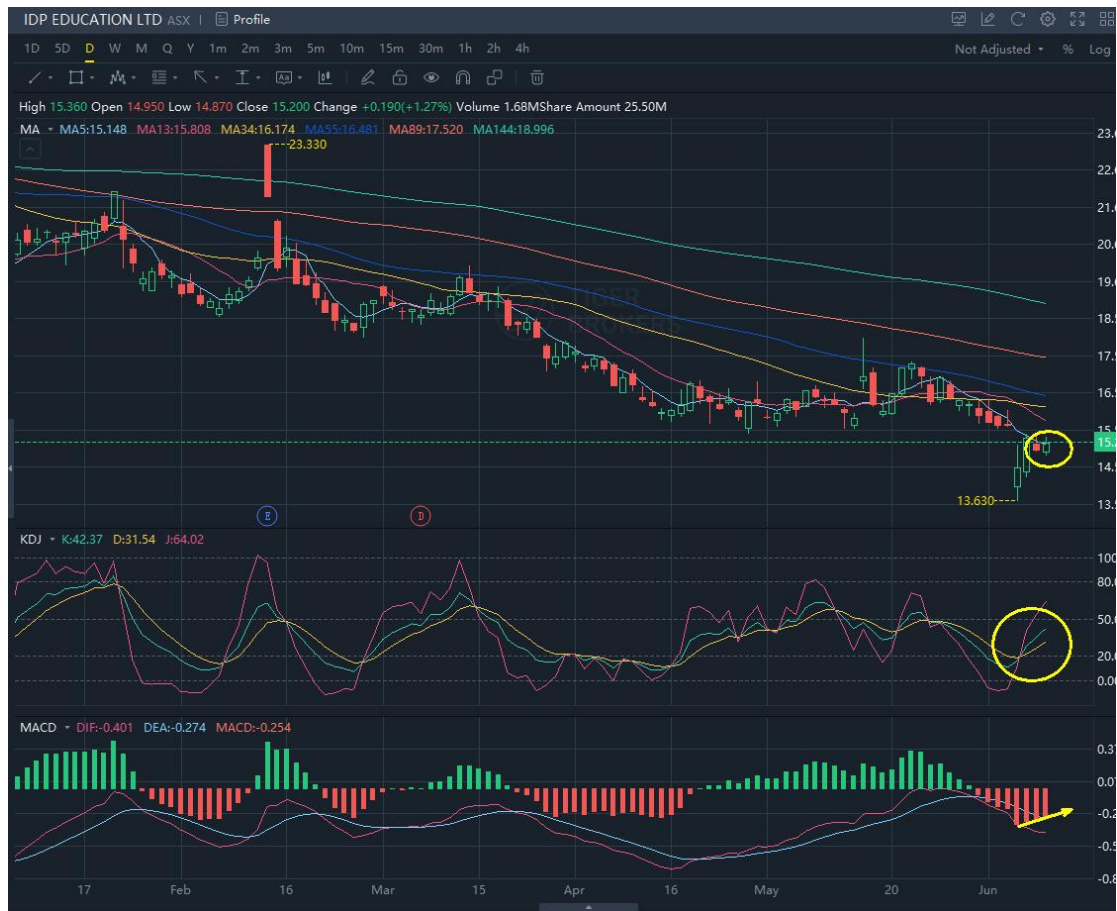 IDP EDUCATION LTD ASX Profile
1D 5D D W M Q Y 1m 2m 3m 5m 10m 15m 30m 1h 2h 4h Not Adjusted % Log
High 15.360 Open 14.950 Low 14.870 Close 15.200 Change +0.190(+1.27%) Volume 1.68MShare Amount 25.50M
MA MA5:15.148 MA13:15.808 MA34:16.174 MA55:16.481 MA89:17.520 MA144:18.996
23.330
TIGER
BROKERS
13.630
E D
KDJ K:42.37 D:31.54 J:64.02
100
80.0
50.0
20.0
0.00
MACD DIF:-0.401 DEA:-0.274 MACD:-0.254
17 Feb 16 Mar 15 Apr 16 May 20 Jun